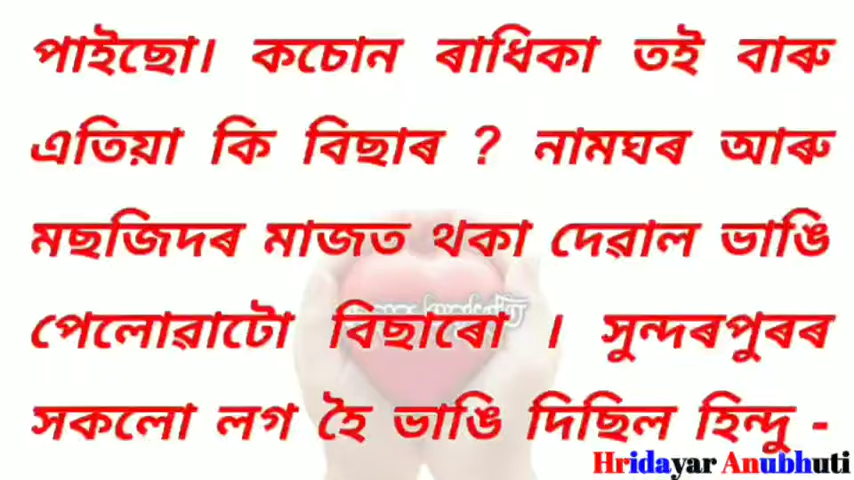 পাইছো। কচোন ৰাধিকা তই বাৰু
এতিয়া কি বিছাৰ ? নামঘৰ আৰু
মছজিদৰ মাজত থকা দেৱাল ভাঙি
পেলোৱাটো বিছাৰো । সুন্দৰপুৰৰ
সকলো লগ হৈ ভাঙি দিছিল হিন্দু -
Hridayar Anubhuti